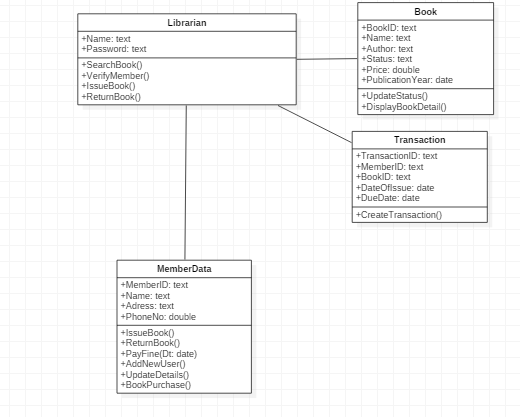 Librarian
+Name: text
+Password: text
+SearchBook()
+VerifyMember()
+IssueBook()
+ReturnBook()
Book
+BookID: text
+Name: text
+Author: text
+Status: text
+Price: double
+PublicationYear: date
+UpdateStatus()
+DisplayBookDetail()
Transaction
+TransactionID: text
+MemberID: text
+BookID: text
+DateOfIssue: date
+DueDate: date
+CreateTransaction()
MemberData
+MemberID: text
+Name: text
+Adress: text
+PhoneNo: double
+IssueBook()
+ReturnBook()
+PayFine(Dt: date)
+AddNewUser()
+UpdateDetails()
+BookPurchase()